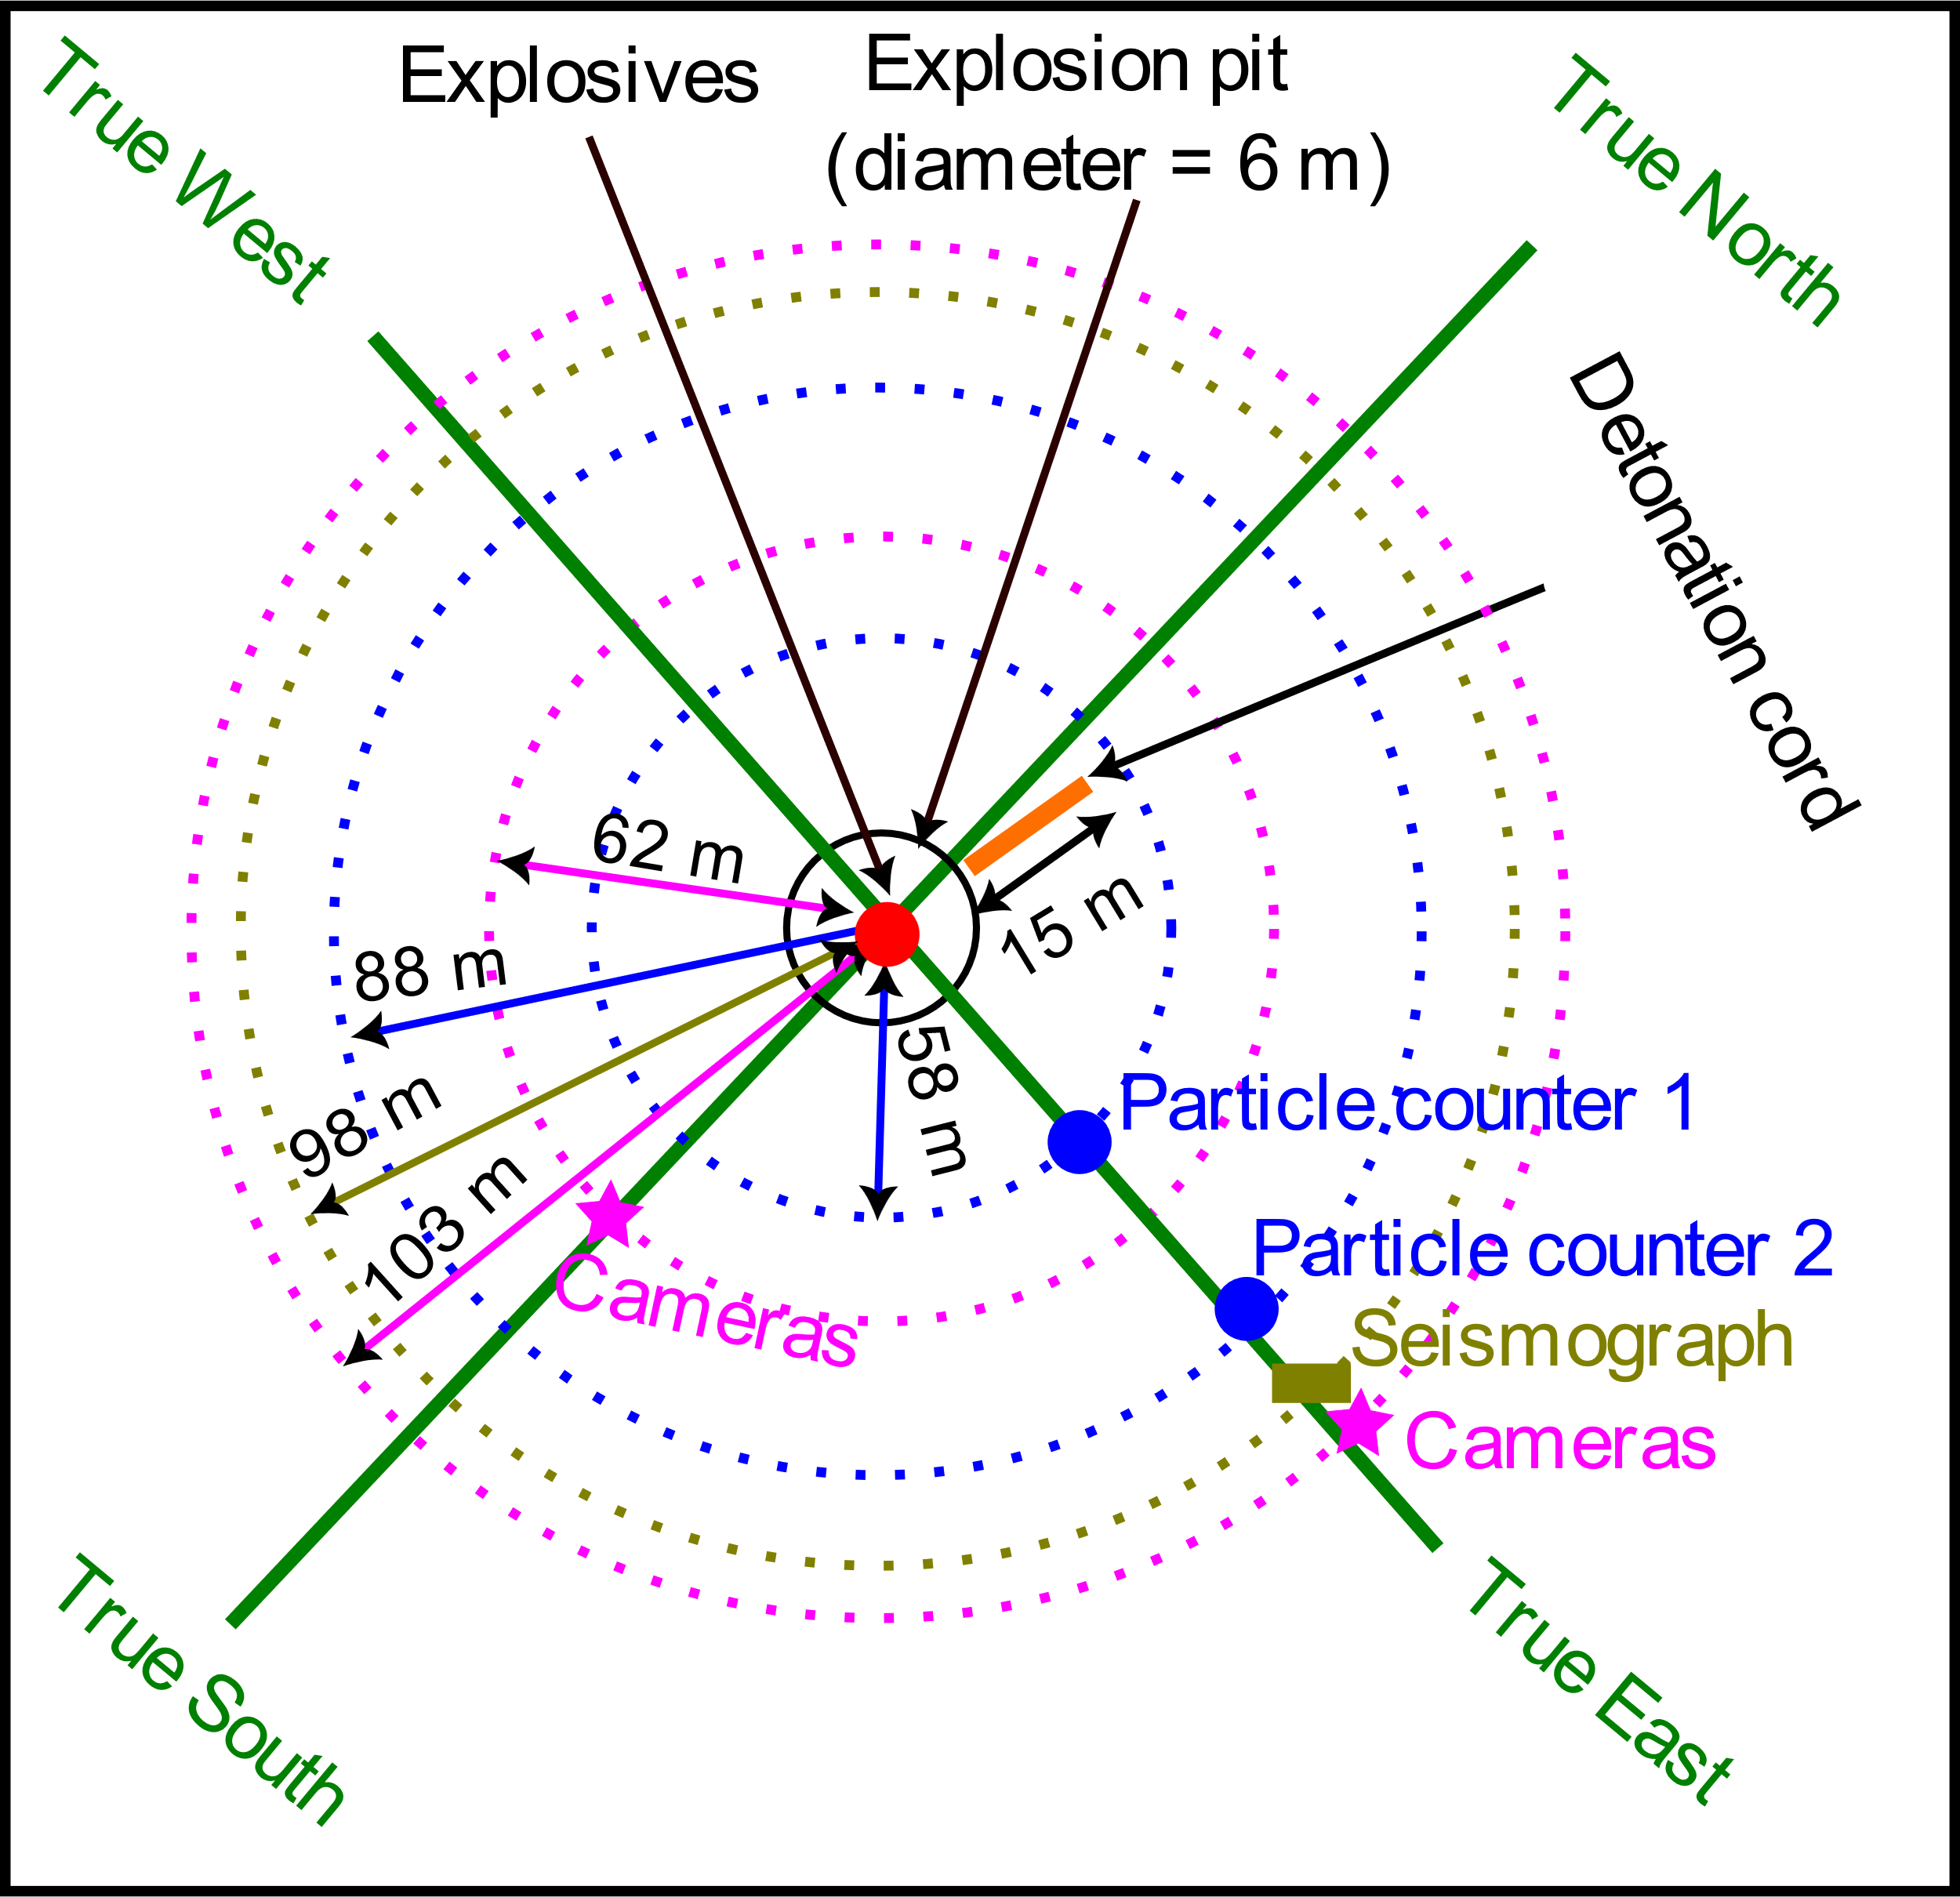 True West
Explosives
Explosion pit
(diameter = 6 m)
True North
Detonation cord
62 m
15 m
88 m
58 m
98 m
103 m
Particle counter 1
Particle counter 2
Seismograph
Cameras
Cameras
True South
True East